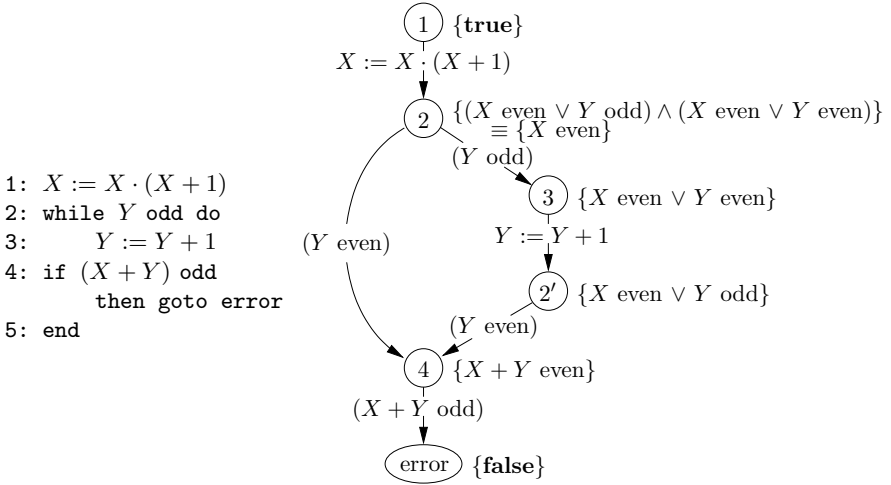 1 {true}
X := X · (X + 1)
2 {(X even ∨ Y odd) ∧ (X even ∨ Y even)}
≡ {X even}
(Y odd)
1: X := X · (X + 1)
2: while Y odd do
3: Y := Y + 1
4: if (X + Y) odd
then goto error
5: end
3 {X even ∨ Y even}
(Y even)
Y := Y + 1
2′ {X even ∨ Y odd}
(Y even)
4 {X + Y even}
(X + Y odd)
error {false}